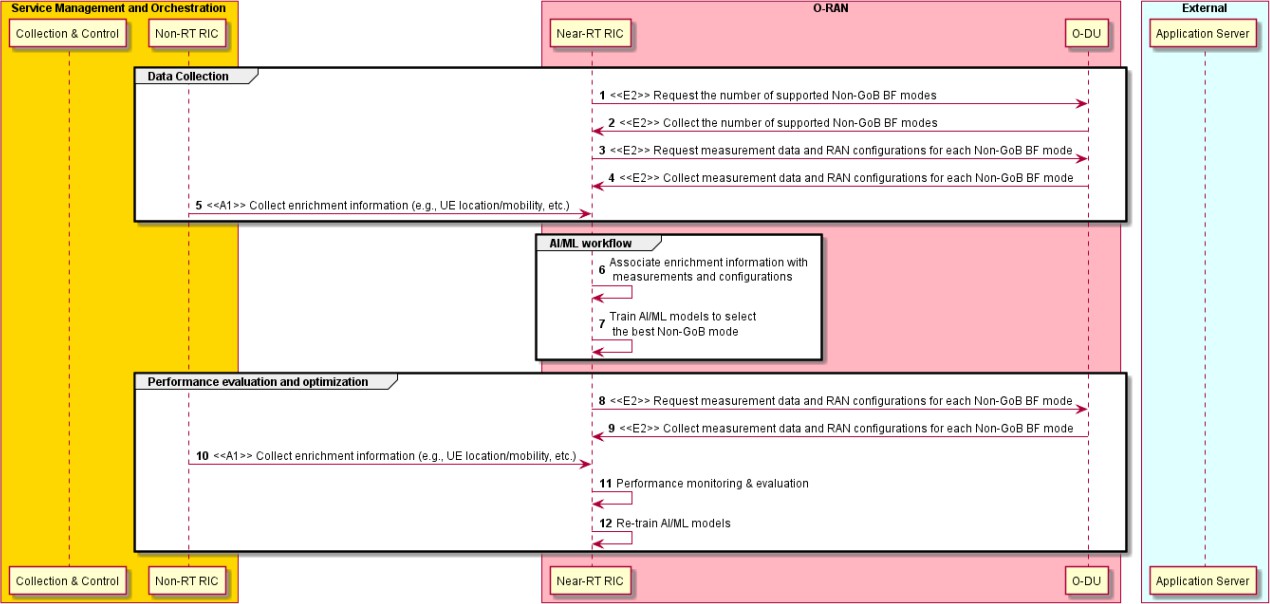 Service Management and Orchestration
O-RAN
External
Collection & Control
Non-RT RIC
Near-RT RIC
O-DU
Application Server
Data Collection
1 <<E2>> Request the number of supported Non-GoB BF modes
2 <<E2>> Collect the number of supported Non-GoB BF modes
3 <<E2>> Request measurement data and RAN configurations for each Non-GoB BF mode
4 <<E2>> Collect measurement data and RAN configurations for each Non-GoB BF mode
5 <<A1>> Collect enrichment information (e.g., UE location/mobility, etc.)
AI/ML workflow
6 Associate enrichment information with
measurements and configurations
7 Train AI/ML models to select
the best Non-GoB mode
Performance evaluation and optimization
8 <<E2>> Request measurement data and RAN configurations for each Non-GoB BF mode
9 <<E2>> Collect measurement data and RAN configurations for each Non-GoB BF mode
10 <<A1>> Collect enrichment information (e.g., UE location/mobility, etc.)
11 Performance monitoring & evaluation
12 Re-train AI/ML models
Collection & Control
Non-RT RIC
Near-RT RIC
O-DU
Application Server